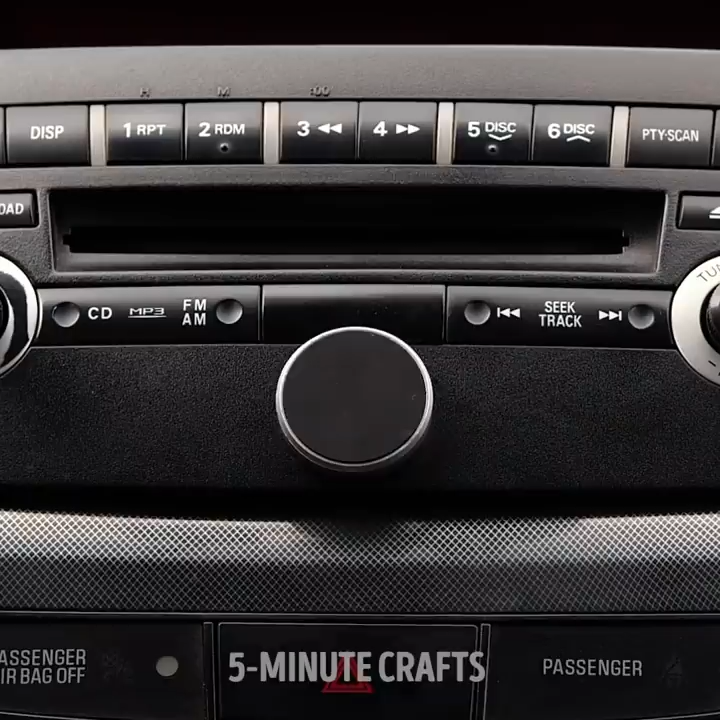 H M :00
DISP 1 RPT 2 RDM 3 4 5 DISC 6 DISC PTY·SCAN
OAD
TUN
CD MP3 FM AM SEEK TRACK
ASSENGER
IR BAG OFF
5-MINUTE CRAFTS
PASSENGER